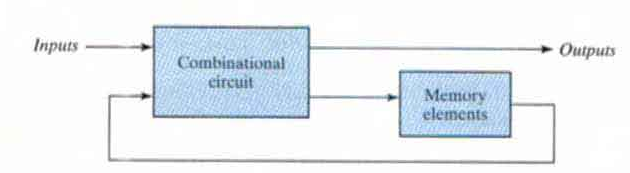 Inputs
Combinational
circuit
Outputs
Memory
elements